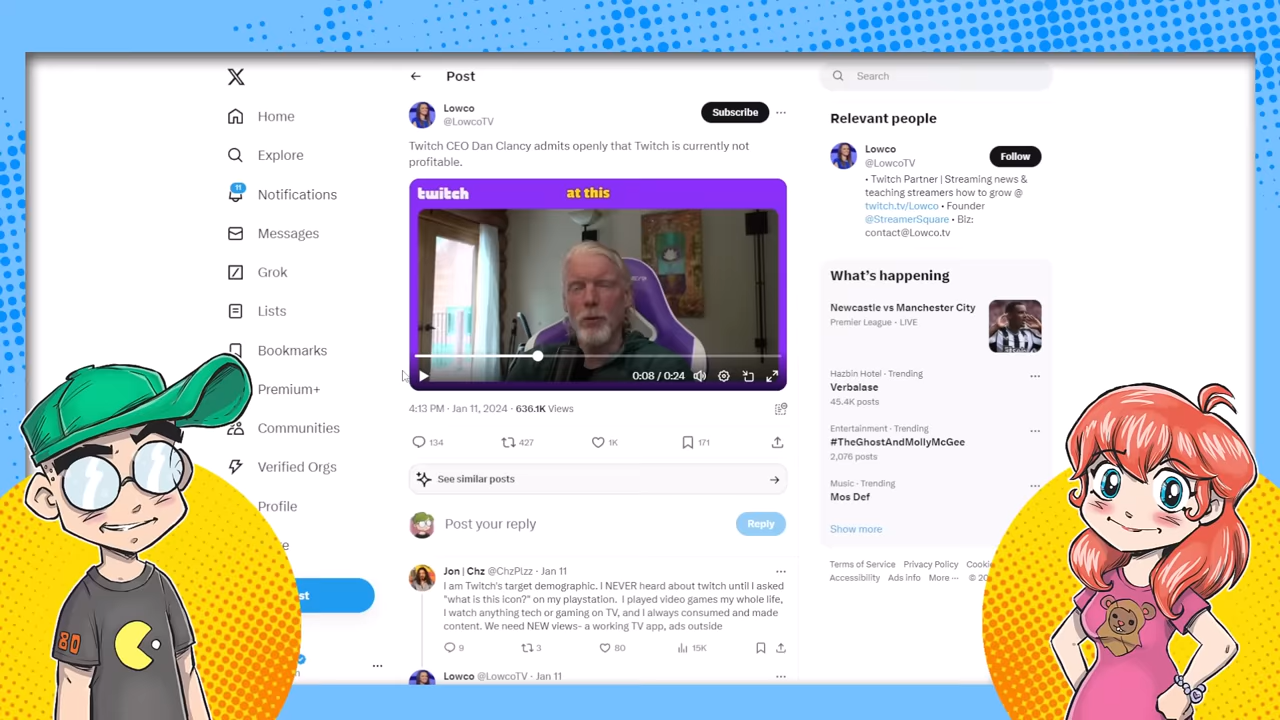 Home
Explore
11
Notifications
Messages
Grok
Lists
Bookmarks
Premium+
Communities
Verified Orgs
Profile
80
Post
Lowco
@LowcoTV
Subscribe
Twitch CEO Dan Clancy admits openly that Twitch is currently not
profitable.
twitch
at this
0:08 / 0:24
4:13 PM · Jan 11, 2024 · 636.1K Views
134
427
1K
171
See similar posts
Post your reply
Reply
Jon | Chz @ChzPizz · Jan 11
I am Twitch's target demographic. I NEVER heard about twitch until I asked
"what is this icon?" on my playstation. I played video games my whole life,
I watch anything tech or gaming on TV, and I always consumed and made
content. We need NEW views- a working TV app, ads outside
9
3
80
15K
Lowco @LowcoTV · Jan 11
Search
Relevant people
Lowco
@LowcoTV
Follow
• Twitch Partner | Streaming news &
teaching streamers how to grow @
twitch.tv/Lowco • Founder
@StreamerSquare • Biz:
contact@Lowco.tv
What's happening
Newcastle vs Manchester City
Premier League · LIVE
Hazbin Hotel · Trending
Verbalase
45.4K posts
Entertainment · Trending
#TheGhostAndMollyMcGee
2,076 posts
Music · Trending
Mos Def
Show more
Terms of Service Privacy Policy
Accessibility Ads info More ···